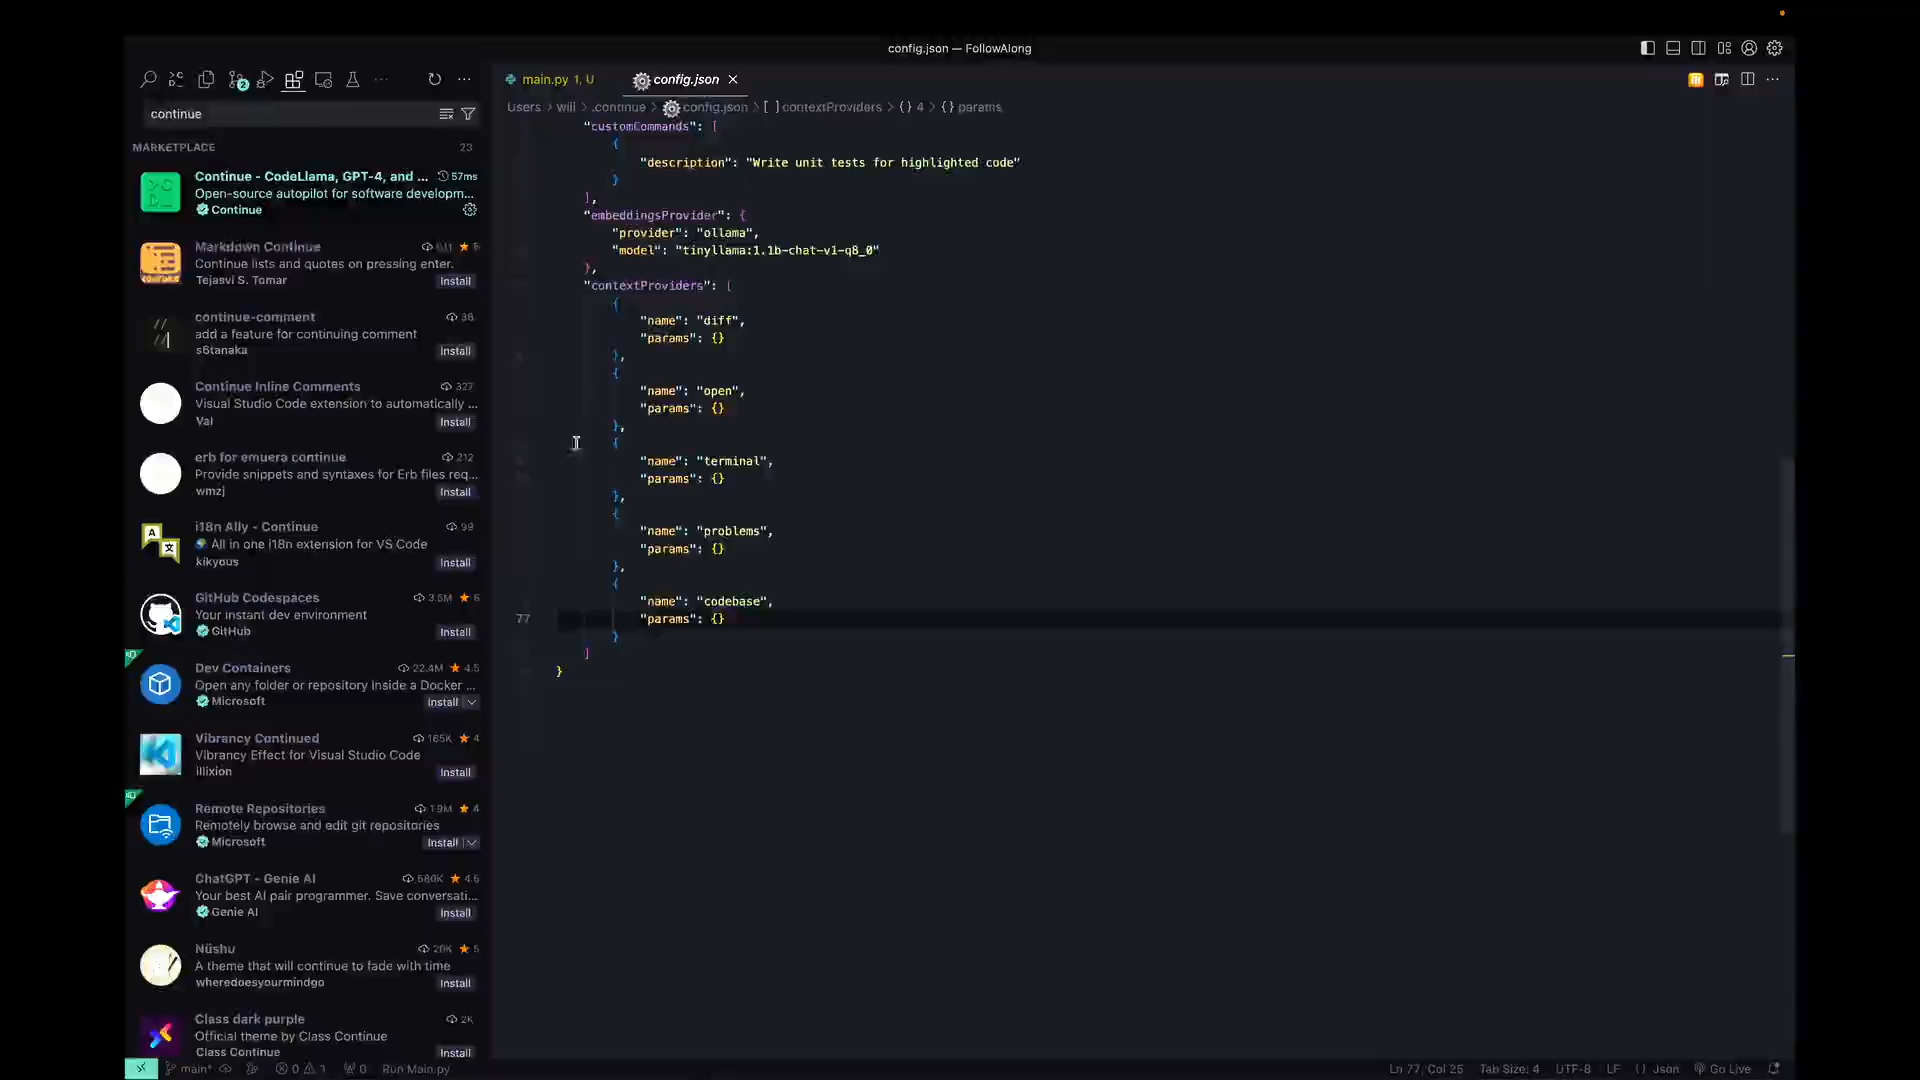 config.json — FollowAlong
continue
MARKETPLACE 23
Continue - CodeLlama, GPT-4, and ... 57ms
Open-source autopilot for software developm...
Continue
Markdown Continue 611 5
Continue lists and quotes on pressing enter.
Tejasvi S. Tomar Install
continue-comment 36
add a feature for continuing comment
s6tanaka Install
Continue Inline Comments 327
Visual Studio Code extension to automatically ...
Val Install
erb for emuera continue 212
Provide snippets and syntaxes for Erb files req...
wmzj Install
i18n Ally - Continue 99
All in one i18n extension for VS Code
kikyous Install
GitHub Codespaces 3.5M 5
Your instant dev environment
GitHub Install
Dev Containers 22.4M 4.5
Open any folder or repository inside a Docker ...
Microsoft Install
Vibrancy Continued 165K 4
Vibrancy Effect for Visual Studio Code
illixion Install
Remote Repositories 1.9M 4
Remotely browse and edit git repositories
Microsoft Install
ChatGPT - Genie AI 580K 4.5
Your best AI pair programmer. Save conversati...
Genie AI Install
Nüshu 20K 5
A theme that will continue to fade with time
wheredoesyourmindgo Install
Class dark purple 2K
Official theme by Class Continue
Class Continue Install
main.py 1, U config.json
Users > will > .continue > config.json > [ ] contextProviders > {} 4 > {} params
"customCommands": [
{
"description": "Write unit tests for highlighted code"
}
],
"embeddingsProvider": {
"provider": "ollama",
"model": "tinyllama:1.1b-chat-v1-q8_0"
},
"contextProviders": [
{
"name": "diff",
"params": {}
},
{
"name": "open",
"params": {}
},
{
"name": "terminal",
"params": {}
},
{
"name": "problems",
"params": {}
},
{
"name": "codebase",
77 "params": {}
}
]
}
main* 0 1 0 Run Main.py Ln 77, Col 25 Tab Size: 4 UTF-8 LF {} Json Go Live